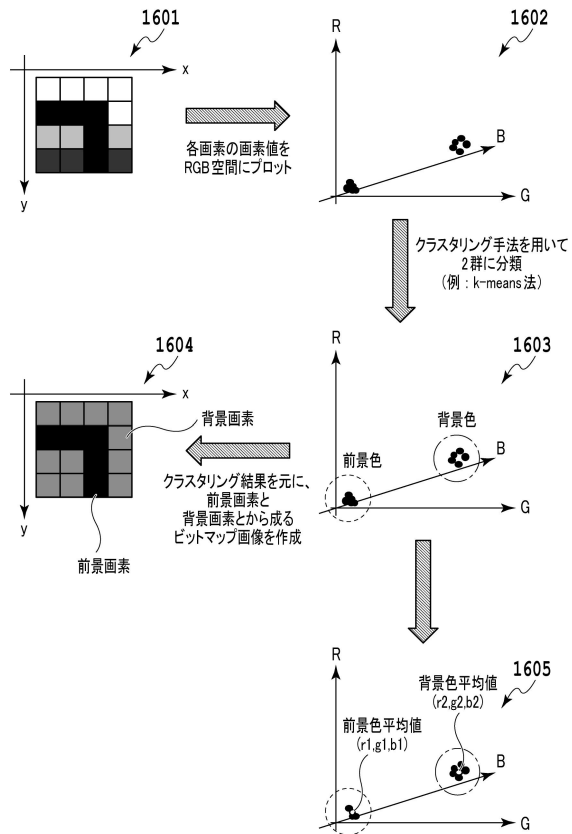 1601
x
y
各画素の画素値を
RGB空間にプロット
1602
R
B
G
クラスタリング手法を用いて
2群に分類
(例：k-means法)
1603
R
背景色
前景色
B
G
1604
x
y
背景画素
前景画素
クラスタリング結果を元に、
前景画素と
背景画素とから成る
ビットマップ画像を作成
1605
R
背景色平均値
(r2,g2,b2)
前景色平均値
(r1,g1,b1)
B
G